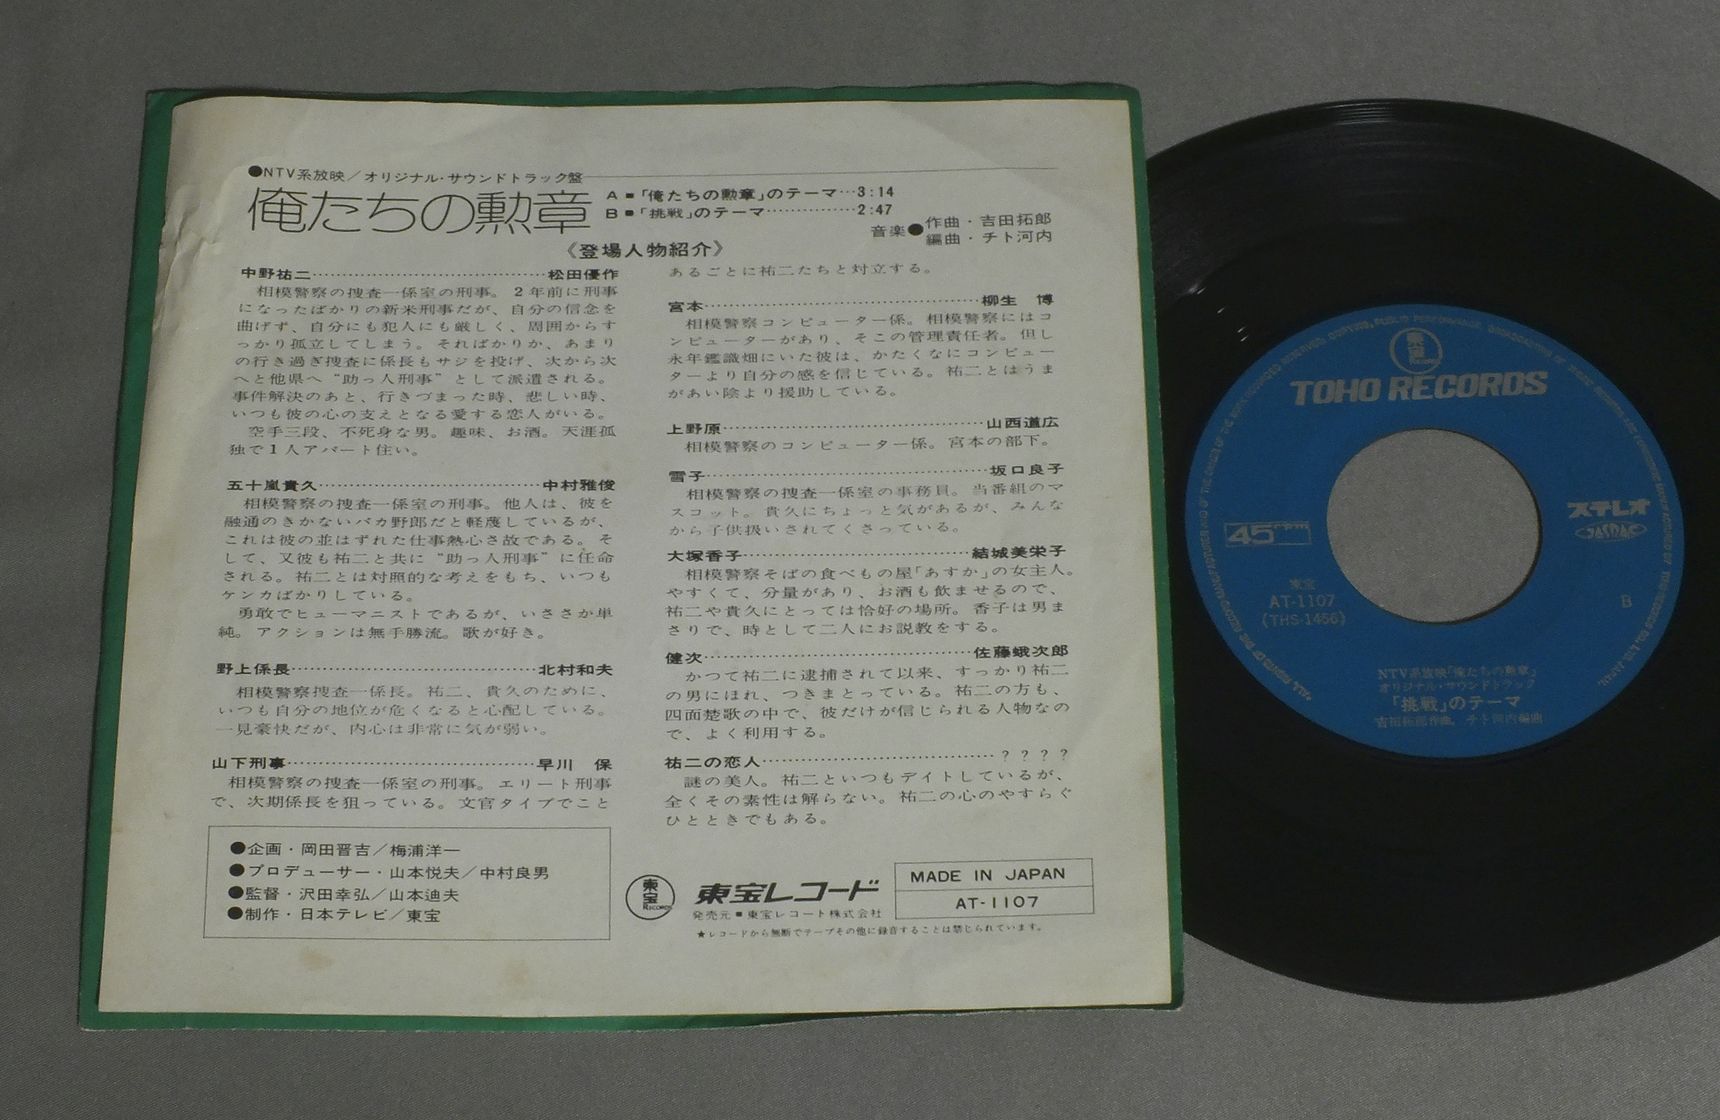 ●NTV系放映／オリジナル・サウンドトラック盤
俺たちの勲章
A■「俺たちの勲章」のテーマ…3:14
B■「挑戦」のテーマ……………2:47
音楽●作曲・吉田拓郎
編曲・チト河内
《登場人物紹介》
中野祐二……………………………松田優作
相模警察の捜査一係室の刑事。2年前に刑事
になったばかりの新米刑事だが、自分の信念を
曲げず、自分にも犯人にも厳しく、周囲からす
っかり孤立してしまう。そればかりか、あまり
の行き過ぎ捜査に係長もサジを投げ、次から次
へと他県へ“助っ人刑事”として派遣される。
事件解決のあと、行きづまった時、悲しい時、
いつも彼の心の支えとなる愛する恋人がいる。
空手三段、不死身な男。趣味、お酒。天涯孤
独で1人アパート住い。
五十嵐貴久…………………………中村雅俊
相模警察の捜査一係室の刑事。他人は、彼を
融通のきかないバカ野郎だと軽蔑しているが、
これは彼の並はずれた仕事熱心さ故である。そ
して、又彼も祐二と共に“助っ人刑事”に任命
される。祐二とは対照的な考えをもち、いつも
ケンカばかりしている。
勇敢でヒューマニストであるが、いささか単
純。アクションは無手勝流。歌が好き。
野上係長……………………………北村和夫
相模警察捜査一係長。祐二、貴久のために、
いつも自分の地位が危くなると心配している。
一見豪快だが、内心は非常に気が弱い。
山下刑事……………………………早川　保
相模警察の捜査一係室の刑事。エリート刑事
で、次期係長を狙っている。文官タイプでこと
あるごとに祐二たちと対立する。
宮本…………………………………柳生　博
相模警察コンピューター係。相模警察にはコ
ンピューターがあり、そこの管理責任者。但し
永年鑑識畑にいた彼は、かたくなにコンピュー
ターより自分の感を信じている。祐二とはうま
があい陰より援助している。
上野原………………………………山西道広
相模警察のコンピューター係。宮本の部下。
雪子…………………………………坂口良子
相模警察の捜査一係室の事務員。当番組のマ
スコット。貴久にちょっと気があるが、みんな
から子供扱いされてくさっている。
大塚香子……………………………結城美栄子
相模警察そばの食べもの屋「あすか」の女主人。
やすくて、分量があり、お酒も飲ませるので、
祐二や貴久にとっては恰好の場所。香子は男ま
さりで、時として二人にお説教をする。
健次…………………………………佐藤蛾次郎
かつて祐二に逮捕されて以来、すっかり祐二
の男にほれ、つきまとっている。祐二の方も、
四面楚歌の中で、彼だけが信じられる人物なの
で、よく利用する。
祐二の恋人……………………………？？？？
謎の美人。祐二といつもデイトしているが、
全くその素性は解らない。祐二の心のやすらぐ
ひとときでもある。
●企画・岡田晋吉／梅浦洋一
●プロデューサー・山本悦夫／中村良男
●監督・沢田幸弘／山本迪夫
●制作・日本テレビ／東宝
東宝 RECORDS
東宝レコード
発売元■東宝レコード株式会社
★レコードから無断でテープその他に録音することは禁じられています。
MADE IN JAPAN
AT-1107
東宝 RECORDS
TOHO RECORDS
45rpm
ステレオ
JASRAC
東宝
AT-1107
(THS-1466)
B
NTV系放映「俺たちの勲章」
オリジナル・サウンドトラック
「挑戦」のテーマ
吉田拓郎作曲、チト河内編曲